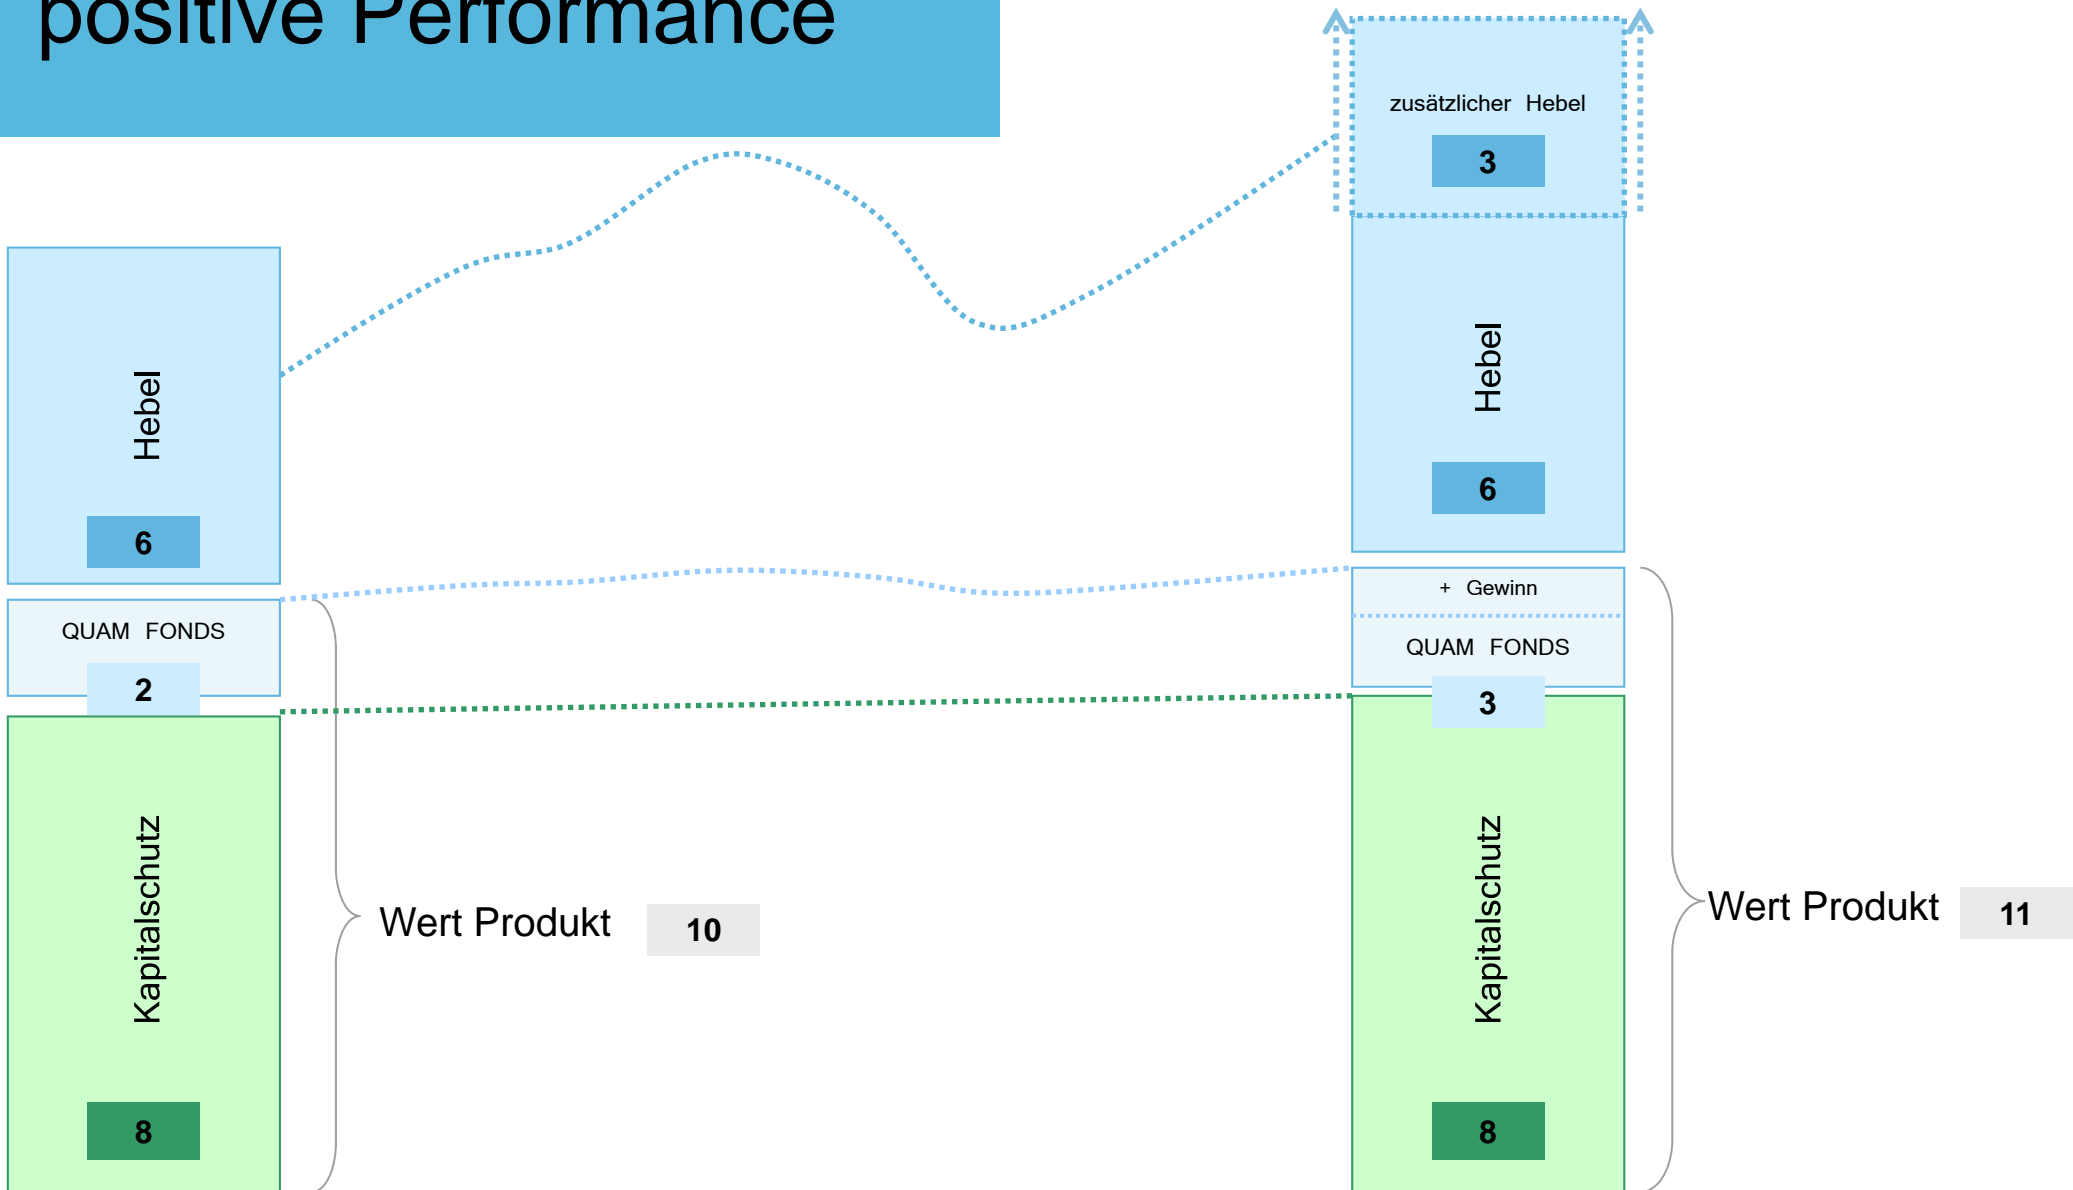 positive Performance
Hebel
6
QUAM FONDS
2
Kapitalschutz
8
Wert Produkt 10
zusätzlicher Hebel
3
Hebel
6
+ Gewinn
QUAM FONDS
3
Kapitalschutz
8
Wert Produkt 11